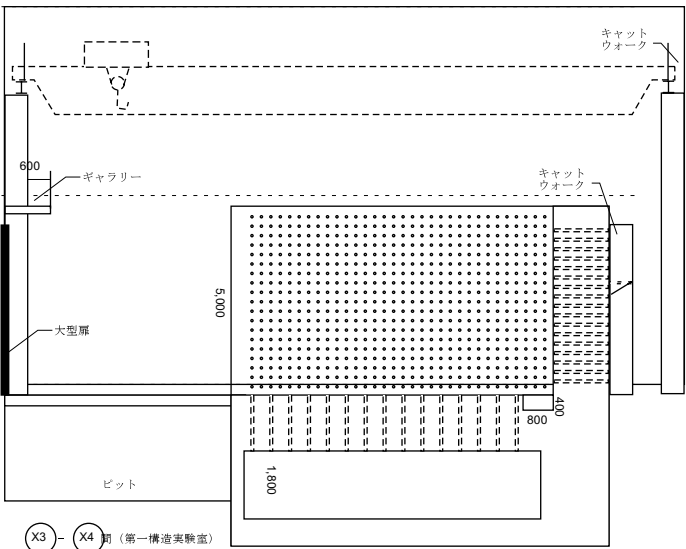 キャット
ウォーク
600
ギャラリー
キャット
ウォーク
5,000
大型扉
400
800
1,800
ピット
X3 - X4 間 (第一構造実験室)